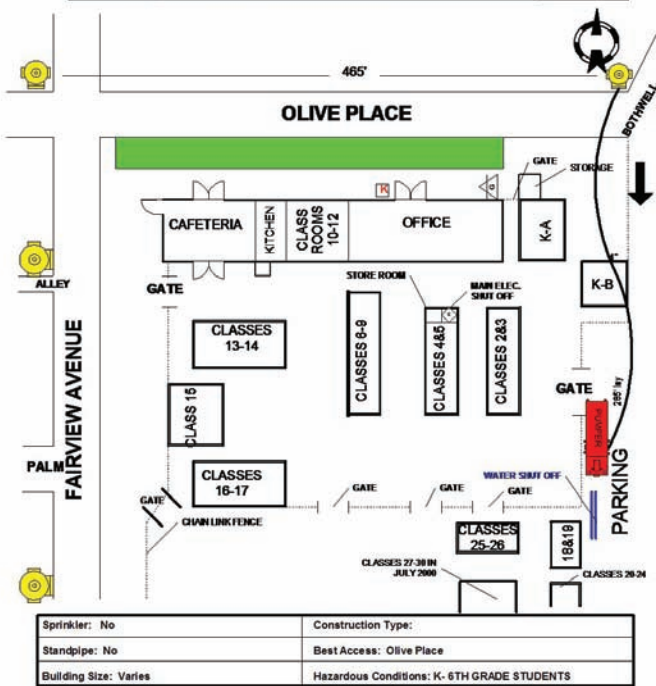 465'
OLIVE PLACE
BOTHWELL
GATE
STORAGE
K
G
CAFETERIA
KITCHEN
CLASS
ROOMS
10-12
OFFICE
K-A
ALLEY
GATE
STORE ROOM
MAIN ELEC.
SHUT OFF
K-B
CLASSES
13-14
CLASSES 6-9
CLASSES 4&5
CLASSES 2&3
FAIRVIEW AVENUE
CLASS 15
GATE
285' lay
PUMPER
PALM
CLASSES
16-17
WATER SHUT OFF
PARKING
GATE
GATE
GATE
GATE
CHAIN LINK FENCE
CLASSES
25-26
18&19
CLASSES 27-30 IN
JULY 2000
CLASSES 20-24
Sprinkler: No
Construction Type:
Standpipe: No
Best Access: Olive Place
Building Size: Varies
Hazardous Conditions: K- 6TH GRADE STUDENTS